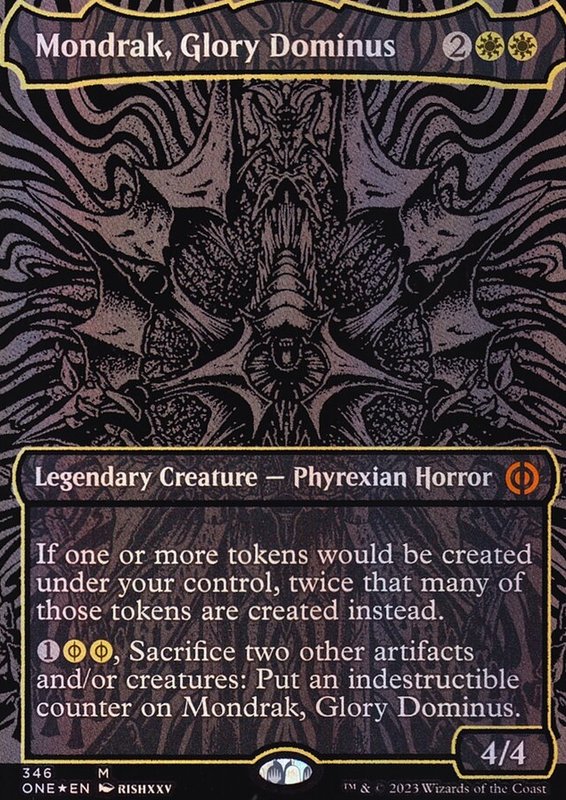 Mondrak, Glory Dominus 2
Legendary Creature — Phyrexian Horror
If one or more tokens would be created
under your control, twice that many of
those tokens are created instead.
1, Sacrifice two other artifacts
and/or creatures: Put an indestructible
counter on Mondrak, Glory Dominus.
4/4
346 M
ONE★EN RISHXXV
™ & © 2023 Wizards of the Coast